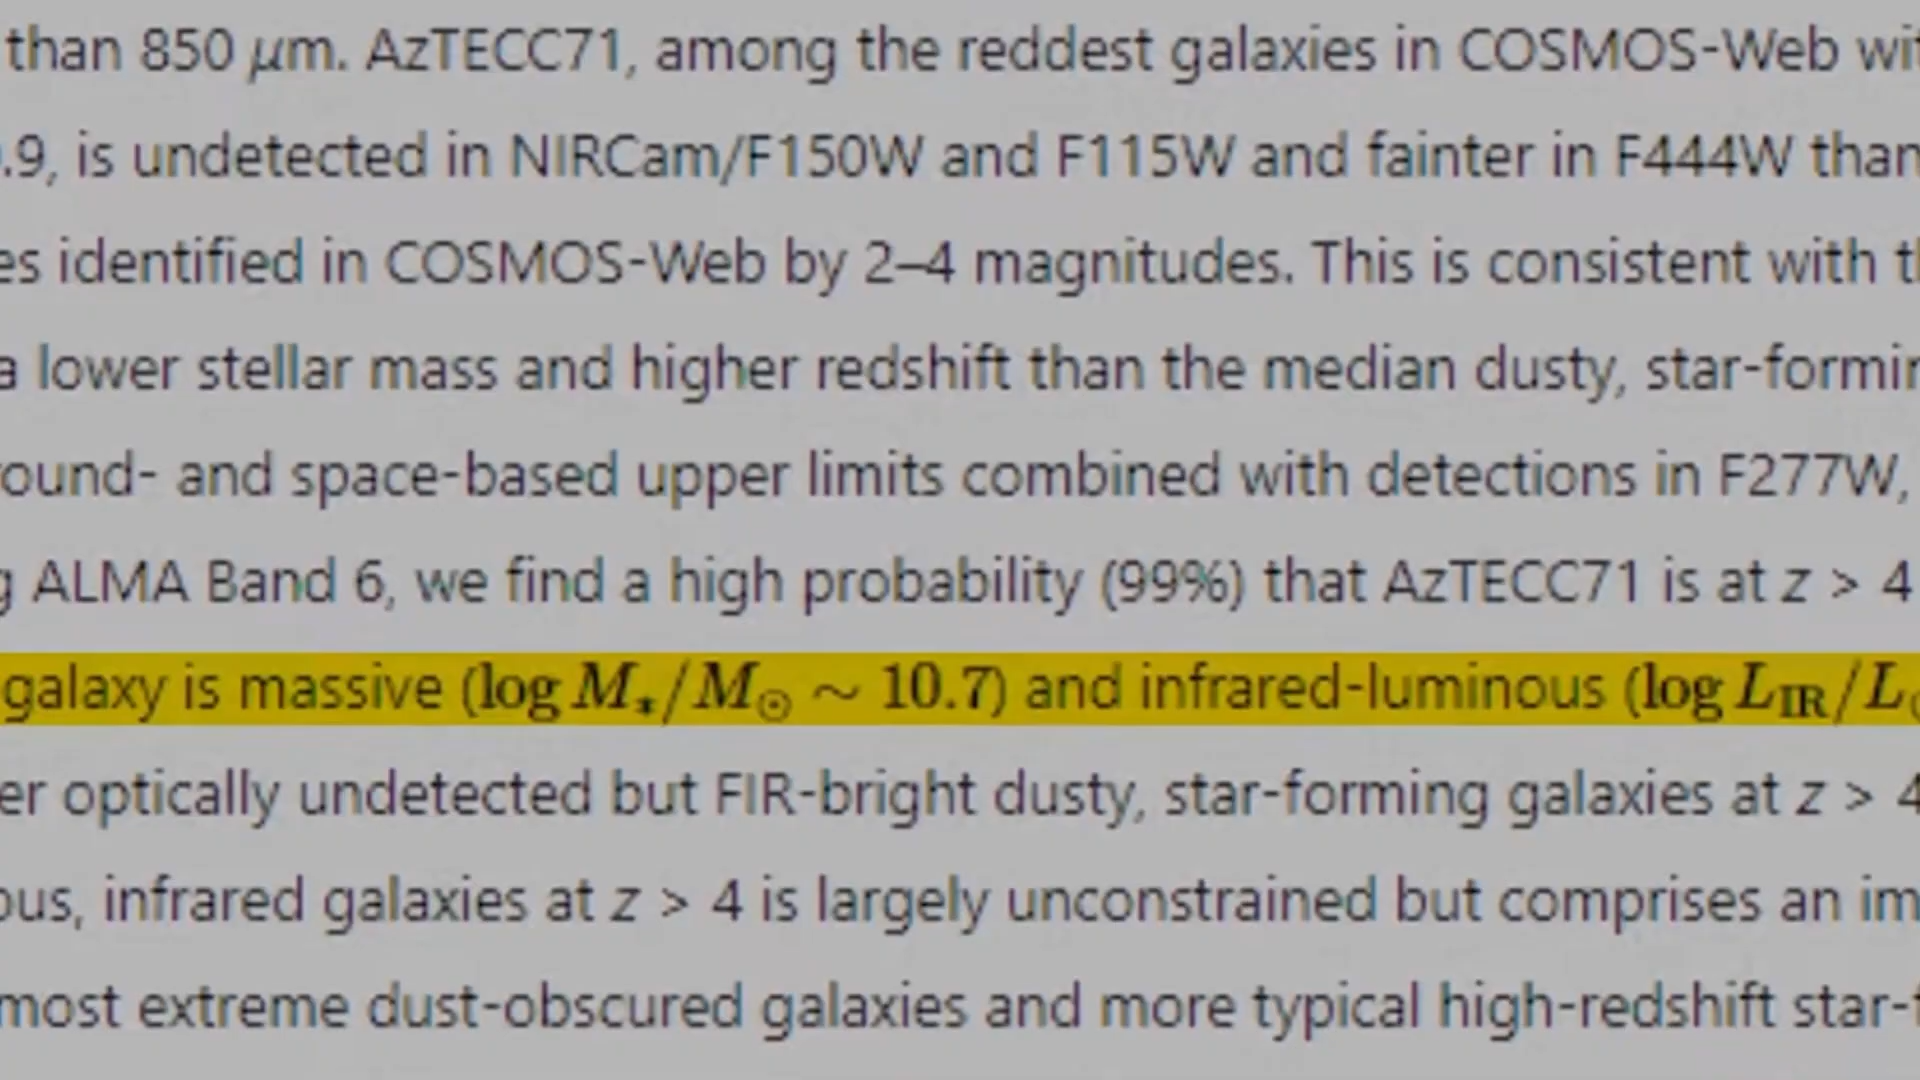 than 850 μm. AzTECC71, among the reddest galaxies in COSMOS-Web wit
.9, is undetected in NIRCam/F150W and F115W and fainter in F444W than
es identified in COSMOS-Web by 2–4 magnitudes. This is consistent with t
a lower stellar mass and higher redshift than the median dusty, star-formin
ound- and space-based upper limits combined with detections in F277W,
g ALMA Band 6, we find a high probability (99%) that AzTECC71 is at z > 4
galaxy is massive (log M*/M☉ ~ 10.7) and infrared-luminous (log L_IR/L
er optically undetected but FIR-bright dusty, star-forming galaxies at z > 4
ous, infrared galaxies at z > 4 is largely unconstrained but comprises an im
most extreme dust-obscured galaxies and more typical high-redshift star-f